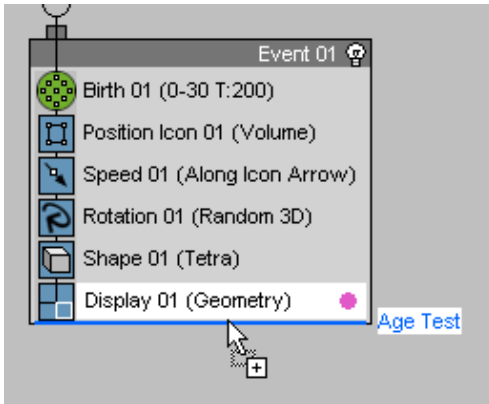 Event 01
Birth 01 (0-30 T:200)
Position Icon 01 (Volume)
Speed 01 (Along Icon Arrow)
Rotation 01 (Random 3D)
Shape 01 (Tetra)
Display 01 (Geometry)
Age Test